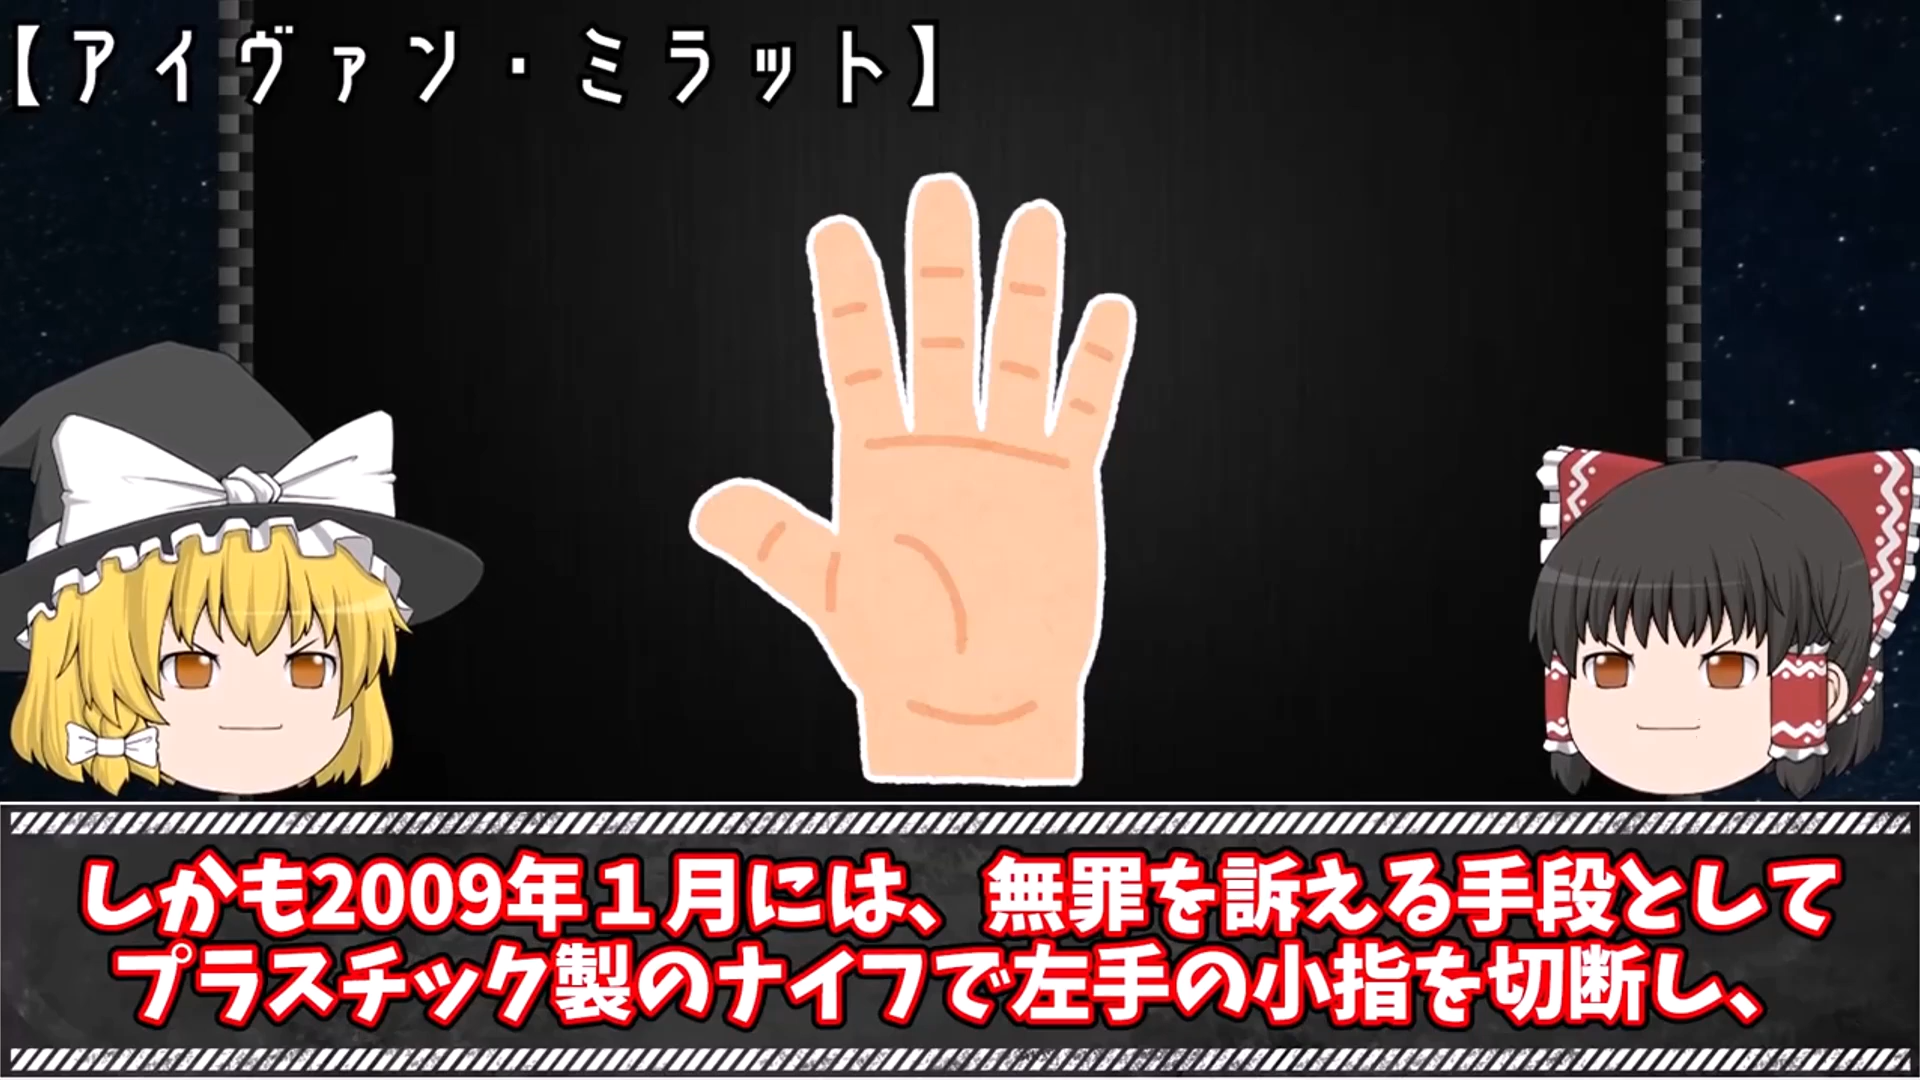 【アイヴァン・ミラット】
しかも2009年１月には、無罪を訴える手段として
プラスチック製のナイフで左手の小指を切断し、